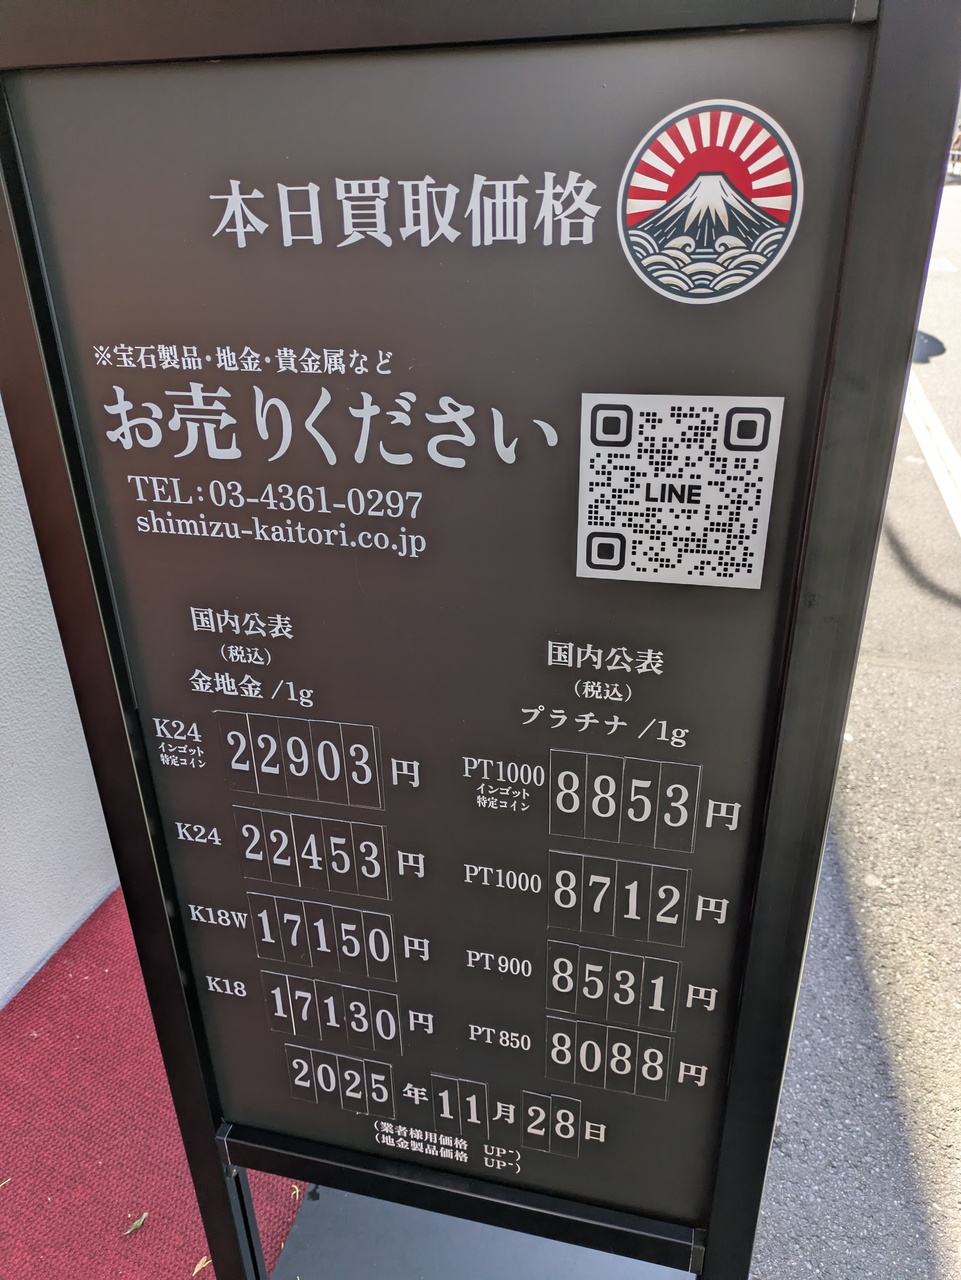 本日買取価格
※宝石製品・地金・貴金属など
お売りください
TEL:03-4361-0297
shimizu-kaitori.co.jp
LINE
国内公表
(税込)
金地金 /1g
K24
インゴット
特定コイン
22903円
K24 22453円
K18W 17150円
K18 17130円
国内公表
(税込)
プラチナ /1g
PT1000
インゴット
特定コイン
8853円
PT1000 8712円
PT900 8531円
PT850 8088円
2025年11月28日
(業者様用価格 UP~)
(地金製品価格 UP~)